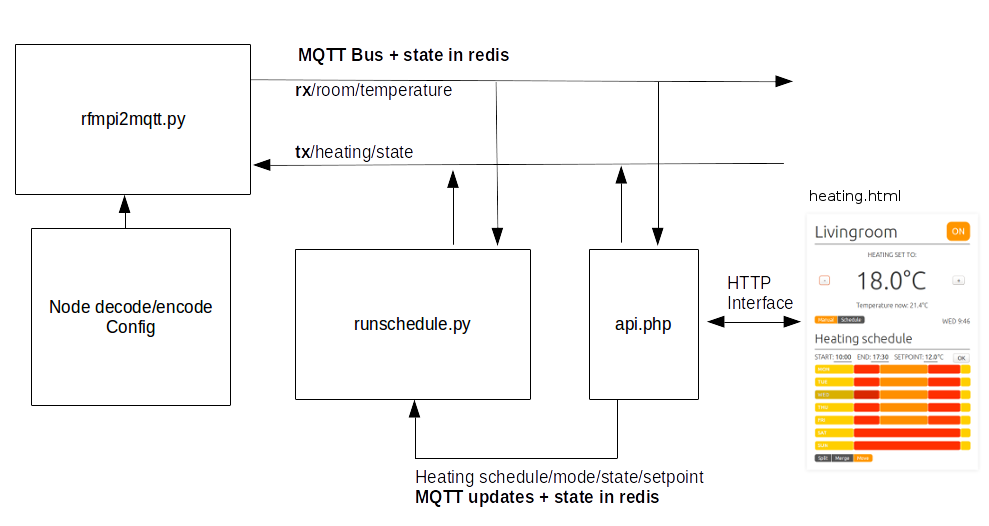 MQTT Bus + state in redis
rx/room/temperature
rfmpi2mqtt.py
tx/heating/state
heating.html
Livingroom ON
HEATING SET TO:
- 18.0°C +
Temperature now: 21.4°C
Manual Schedule WED 9:46
Heating schedule
START: 10:00 END: 17:30 SETPOINT: 12.0°C OK
MON
TUE
WED
THU
FRI
SAT
SUN
Split Merge
HTTP
Interface
Node decode/encode
Config
runschedule.py
api.php
Heating schedule/mode/state/setpoint
MQTT updates + state in redis